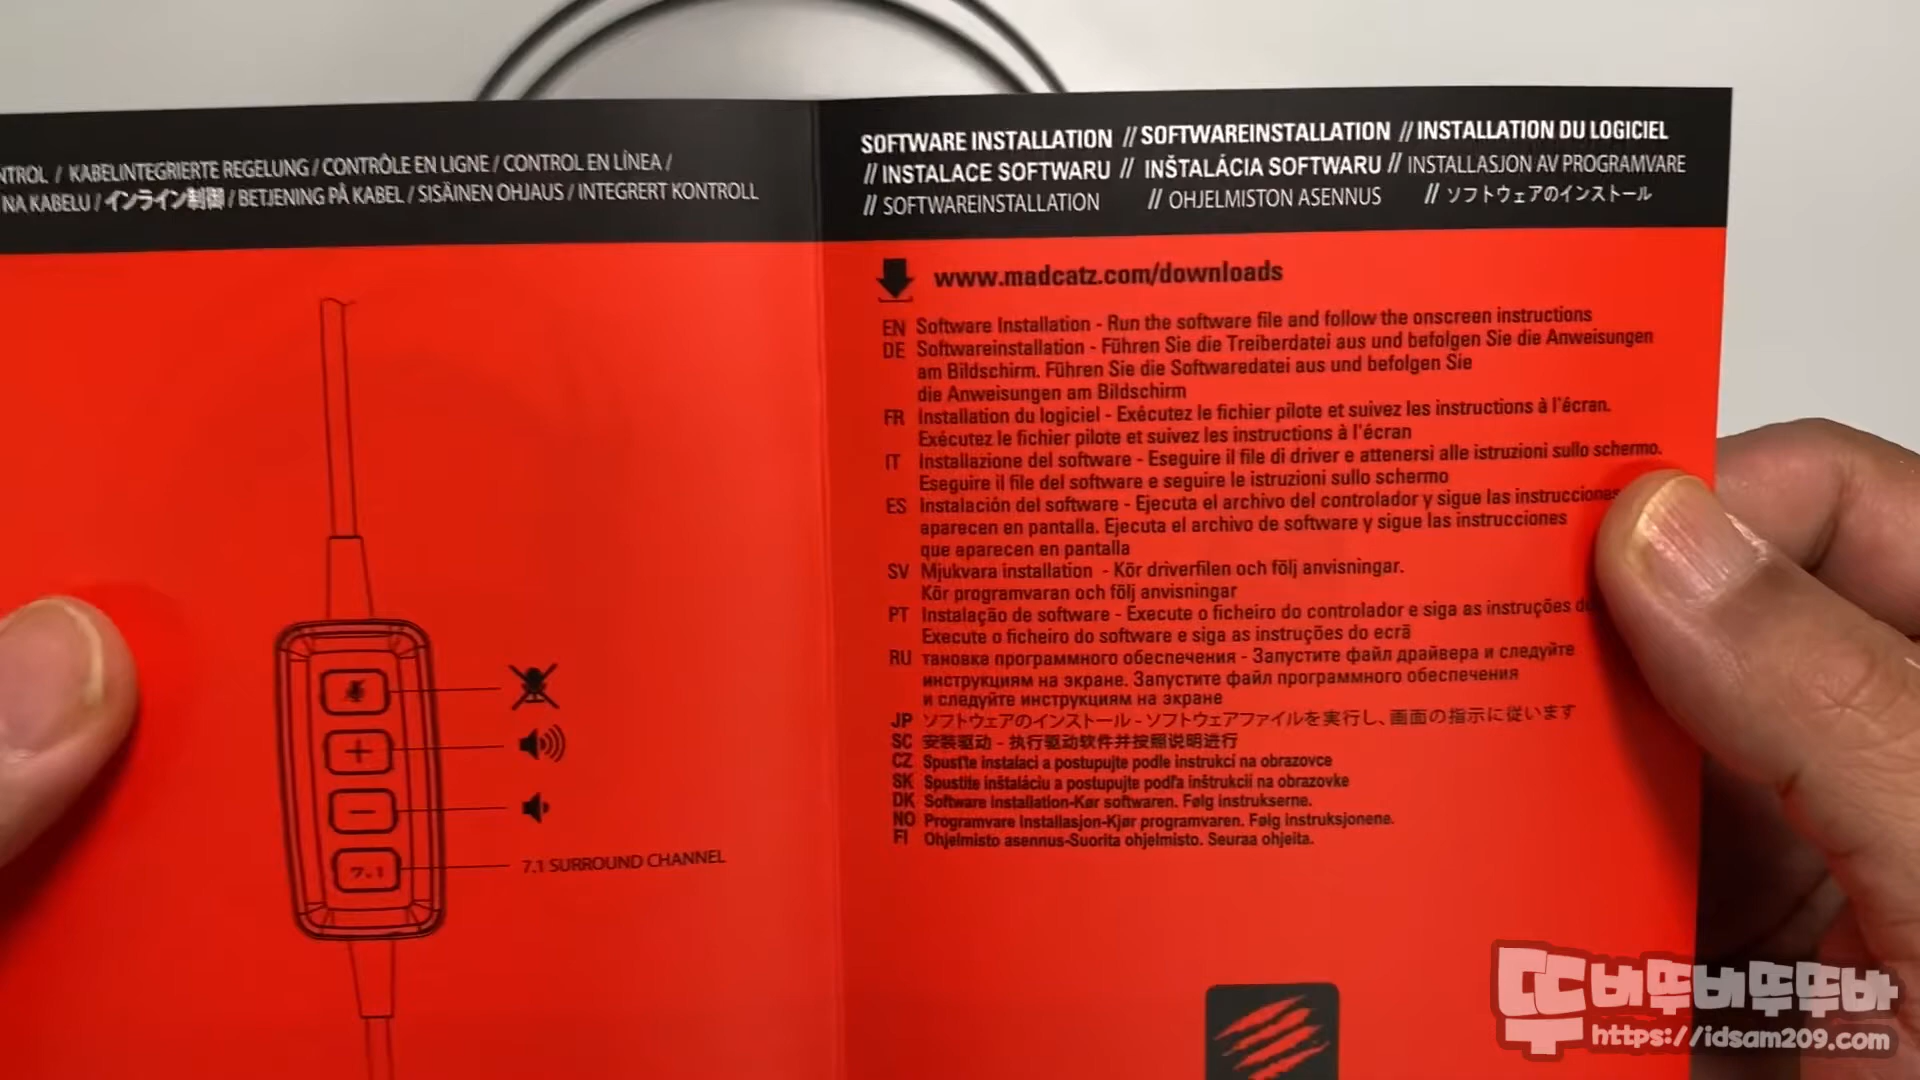 NTROL / KABELINTEGRIERTE REGELUNG / CONTRÔLE EN LIGNE / CONTROL EN LÍNEA /
NA KABELU / インライン制御 / BETJENING PÅ KABEL / SISÄINEN OHJAUS / INTEGRERT KONTROLL
7.1
7.1 SURROUND CHANNEL
SOFTWARE INSTALLATION // SOFTWAREINSTALLATION // INSTALLATION DU LOGICIEL
// INSTALACE SOFTWARU // INŠTALÁCIA SOFTWARU // INSTALLASJON AV PROGRAMVARE
// SOFTWAREINSTALLATION // OHJELMISTON ASENNUS // ソフトウェアのインストール
www.madcatz.com/downloads
EN Software Installation - Run the software file and follow the onscreen instructions
DE Softwareinstallation - Führen Sie die Treiberdatei aus und befolgen Sie die Anweisungen
am Bildschirm. Führen Sie die Softwaredatei aus und befolgen Sie
die Anweisungen am Bildschirm
FR Installation du logiciel - Exécutez le fichier pilote et suivez les instructions à l'écran.
Exécutez le fichier pilote et suivez les instructions à l'écran
IT Installazione del software - Eseguire il file di driver e attenersi alle istruzioni sullo schermo.
Eseguire il file del software e seguire le istruzioni sullo schermo
ES Instalación del software - Ejecuta el archivo del controlador y sigue las instrucciones
aparecen en pantalla. Ejecuta el archivo de software y sigue las instrucciones
que aparecen en pantalla
SV Mjukvara installation - Kör driverfilen och följ anvisningar.
Kör programvaran och följ anvisningar
PT Instalação de software - Execute o ficheiro do controlador e siga as instruções d
Execute o ficheiro do software e siga as instruções do ecrã
RU тановка программного обеспечения - Запустите файл драйвера и следуйте
инструкциям на экране. Запустите файл программного обеспечения
и следуйте инструкциям на экране
JP ソフトウェアのインストール - ソフトウェアファイルを実行し、画面の指示に従います
SC 安装驱动 - 执行驱动软件并按照说明进行
CZ Spusťte instalaci a postupujte podle instrukcí na obrazovce
SK Spustite inštaláciu a postupujte podľa inštrukcií na obrazovke
DK Software installation-Kør softwaren. Følg instrukserne.
NO Programvare Installasjon-Kjør programvaren. Følg instruksjonene.
FI Ohjelmisto asennus-Suorita ohjelmisto. Seuraa ohjeita.
뚜버뚜버뚜뚜바
https://idsam209.com